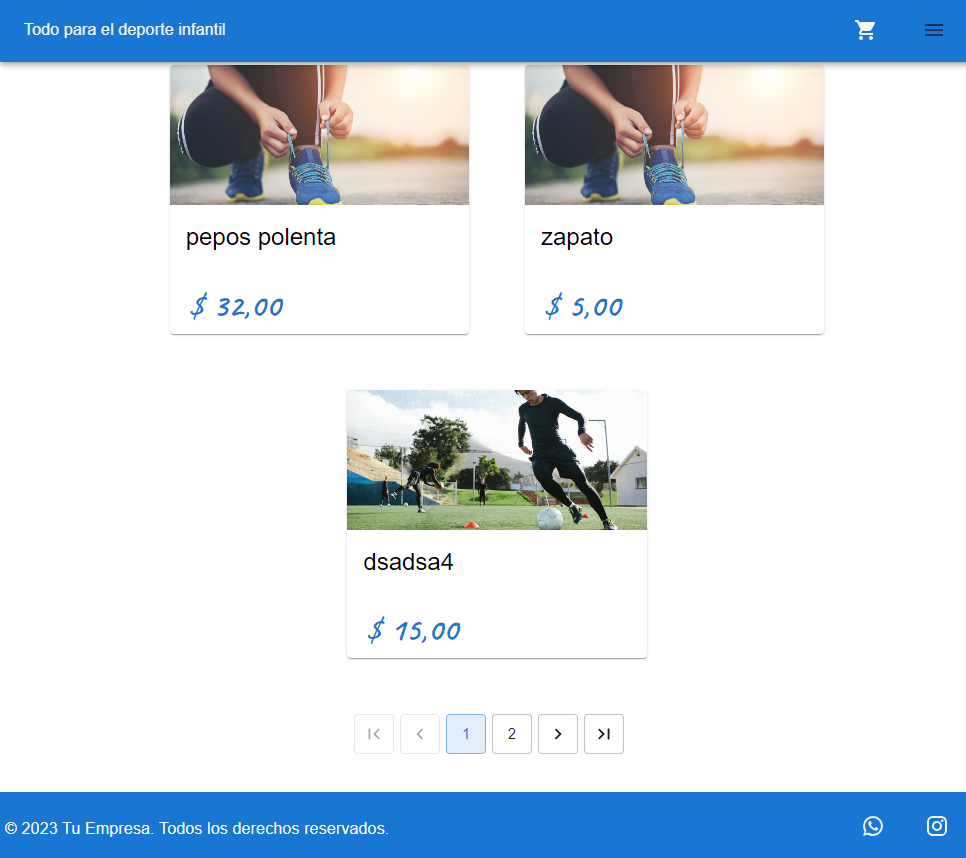 Todo para el deporte infantil
pepos polenta
zapato
$ 32,00
$ 5,00
dsadsa4
$ 15,00
1 2
© 2023 Tu Empresa. Todos los derechos reservados.